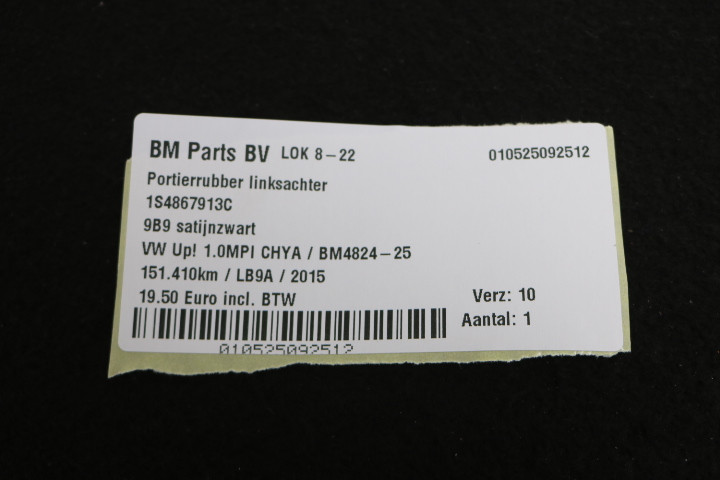 BM Parts BV LOK 8-22 010525092512
Portierrubber linksachter
1S4867913C
9B9 satijnzwart
VW Up! 1.0MPI CHYA / BM4824-25
151.410km / LB9A / 2015
19.50 Euro incl. BTW Verz: 10
Aantal: 1
010525092512